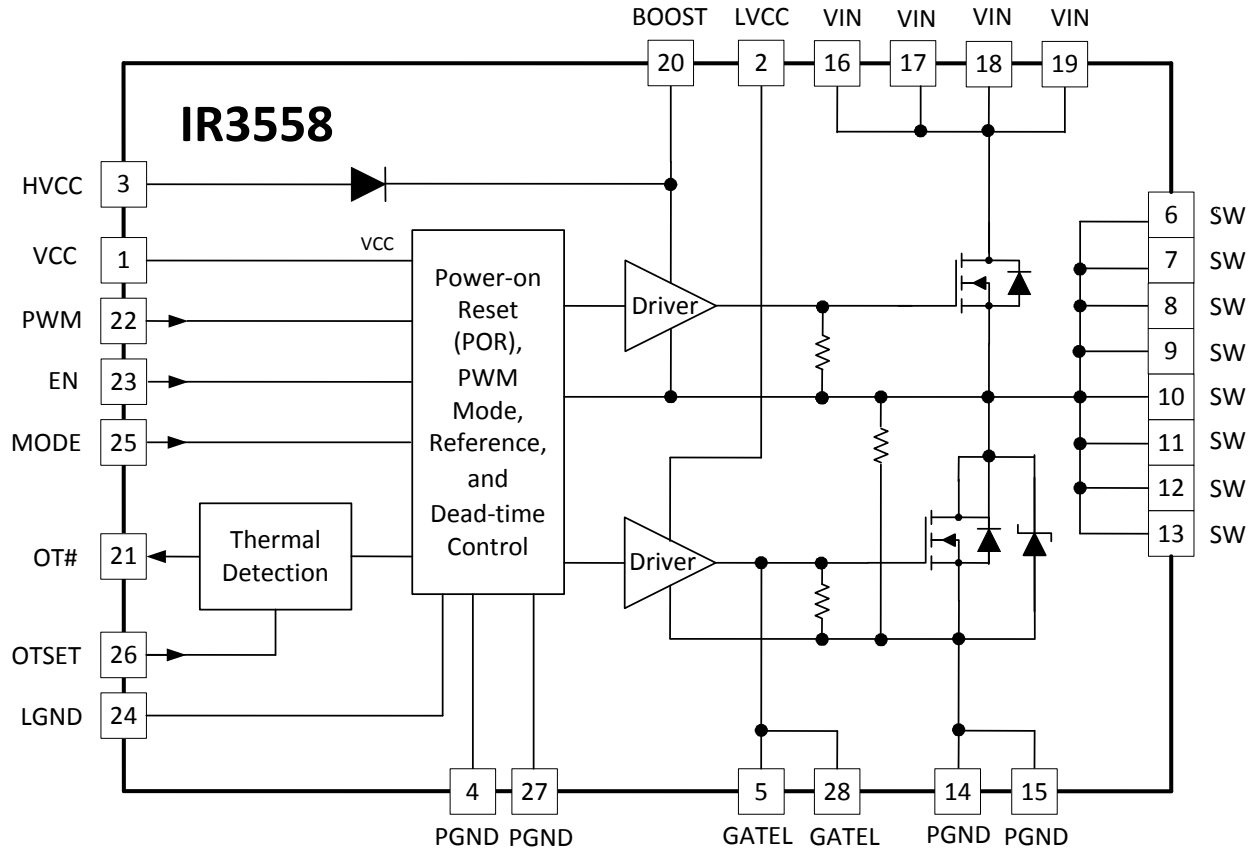 BOOST LVCC VIN VIN VIN VIN
20 2 16 17 18 19
IR3558
HVCC 3
VCC 1
VCC
PWM 22
EN 23
MODE 25
OT# 21
OTSET 26
LGND 24
Power-on
Reset
(POR),
PWM
Mode,
Reference,
and
Dead-time
Control
Thermal
Detection
Driver
Driver
6 SW
7 SW
8 SW
9 SW
10 SW
11 SW
12 SW
13 SW
4 27 5 28 14 15
PGND PGND GATEL GATEL PGND PGND